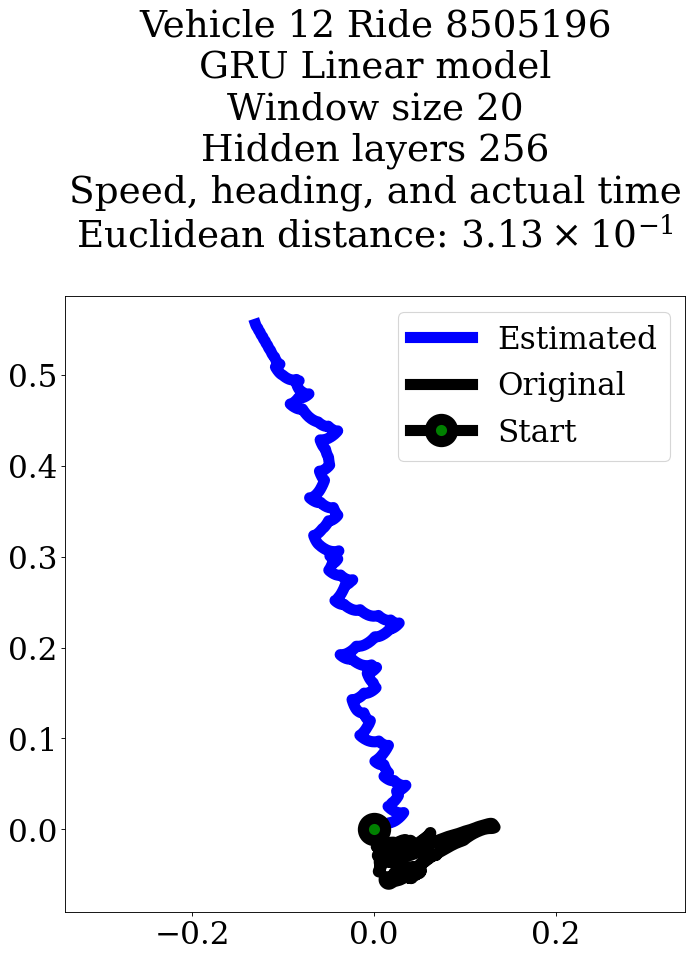 Vehicle 12 Ride 8505196
GRU Linear model
Window size 20
Hidden layers 256
Speed, heading, and actual time
Euclidean distance: 3.13 × 10⁻¹
Estimated
Original
Start
0.5
0.4
0.3
0.2
0.1
0.0
−0.2 0.0 0.2